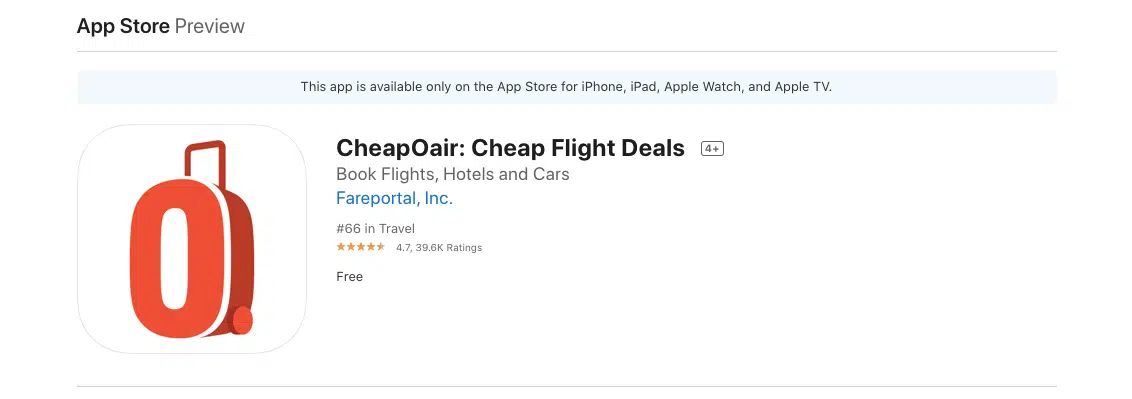 App Store Preview
This app is available only on the App Store for iPhone, iPad, Apple Watch, and Apple TV.
CheapOair: Cheap Flight Deals 4+
Book Flights, Hotels and Cars
Fareportal, Inc.
#66 in Travel
4.7, 39.6K Ratings
Free